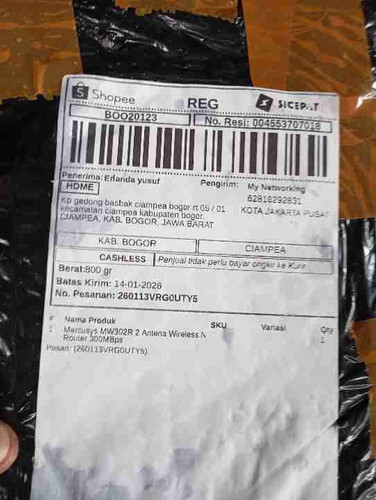 Shopee
REG
SICEPAT
BOO20123
No. Resi: 004553707018
Penerima: Erlanda yusuf
Pengirim: My Networking
HOME
62818292831
Kp gedong basbak ciampea bogor rt 05 / 01
KOTA JAKARTA PUSAT
kecamatan ciampea kabupaten bogor.
CIAMPEA, KAB. BOGOR, JAWA BARAT
KAB. BOGOR
CIAMPEA
CASHLESS
Penjual tidak perlu bayar ongkir ke Kurir
Berat:800 gr
Batas Kirim: 14-01-2026
No. Pesanan: 260113VRG0UTY5
# Nama Produk SKU Variasi Qty
1 Mercusys MW302R 2 Antena Wireless N 1
Router 300MBps
Pesan: (260113VRG0UTY5)